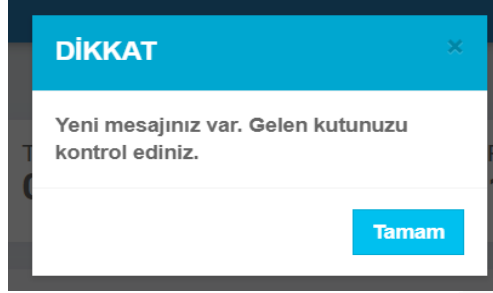 DİKKAT
×
Yeni mesajınız var. Gelen kutunuzu
kontrol ediniz.
Tamam